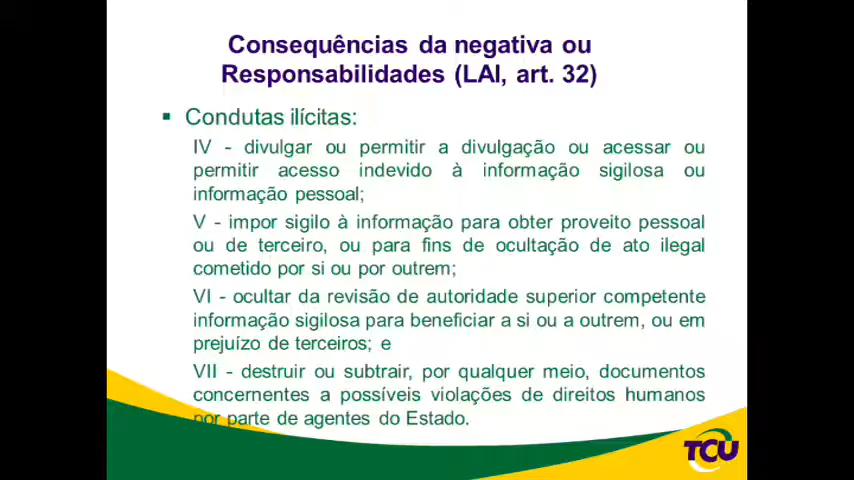 Consequências da negativa ou
Responsabilidades (LAI, art. 32)
▪ Condutas ilícitas:
IV - divulgar ou permitir a divulgação ou acessar ou
permitir acesso indevido à informação sigilosa ou
informação pessoal;
V - impor sigilo à informação para obter proveito pessoal
ou de terceiro, ou para fins de ocultação de ato ilegal
cometido por si ou por outrem;
VI - ocultar da revisão de autoridade superior competente
informação sigilosa para beneficiar a si ou a outrem, ou em
prejuízo de terceiros; e
VII - destruir ou subtrair, por qualquer meio, documentos
concernentes a possíveis violações de direitos humanos
por parte de agentes do Estado.
TCU